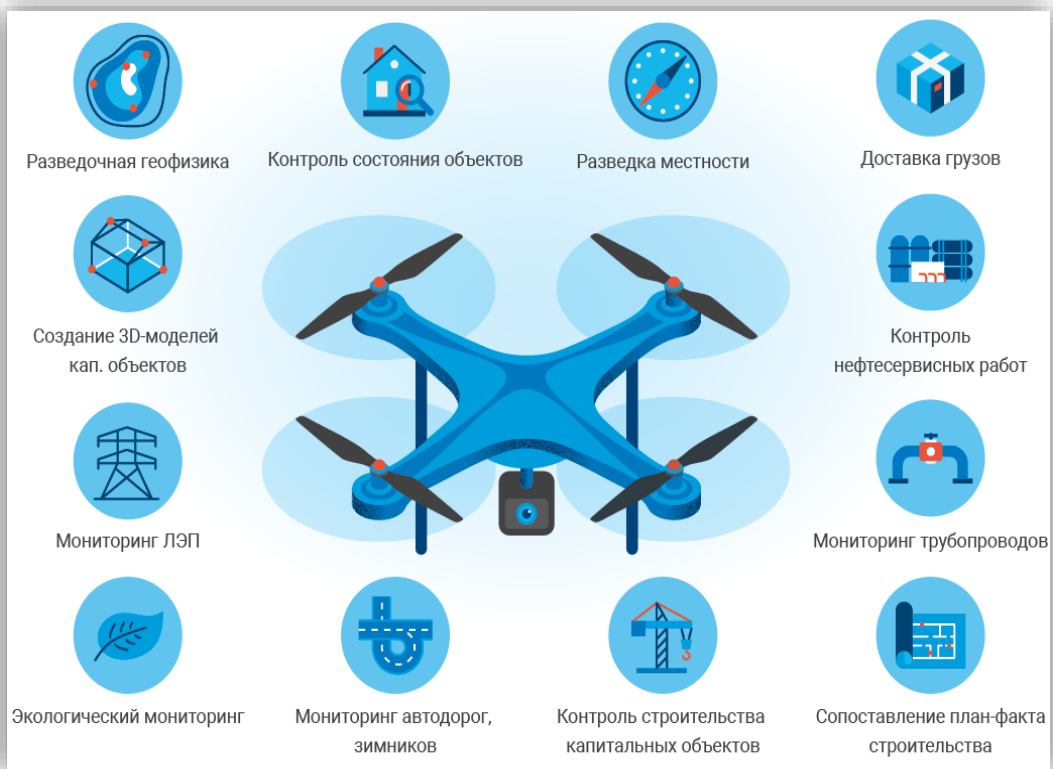 Разведочная геофизика
Контроль состояния объектов
Разведка местности
Доставка грузов
Создание 3D-моделей
кап. объектов
Контроль
нефтесервисных работ
Мониторинг ЛЭП
Мониторинг трубопроводов
Экологический мониторинг
Мониторинг автодорог,
зимников
Контроль строительства
капитальных объектов
Сопоставление план-факта
строительства